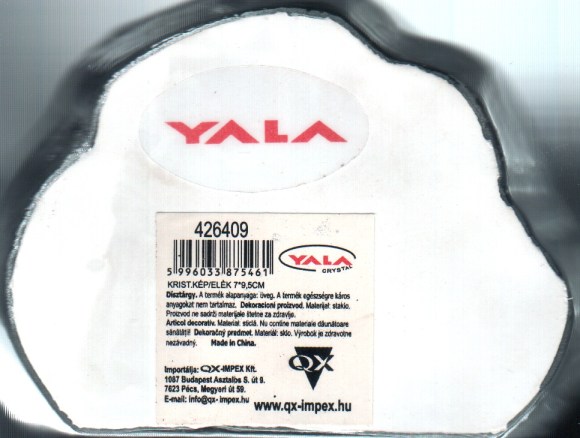 YALA
426409
5 996033 875461
YALA
CRYSTAL
KRIST.KÉP/ELÉK 7*9,5CM
Dísztárgy. A termék alapanyaga: üveg. A termék egészségre káros
anyagokat nem tartalmaz. Dekoracioni proizvod. Materijal: staklo.
Proizvod ne sadrži materijale štetne za zdravlje.
Articol decorativ. Material: sticlă. Nu contine materiale dăunătoare
sănătății! Dekoračný predmet. Materiál: sklo. Výrobok je zdravotne
nezávadný. Made in China.
Importálja: QX-IMPEX Kft.
1087 Budapest Asztalos S. út 9.
7623 Pécs, Megyeri út 59.
E-mail: info@qx-impex.hu
QX
www.qx-impex.hu